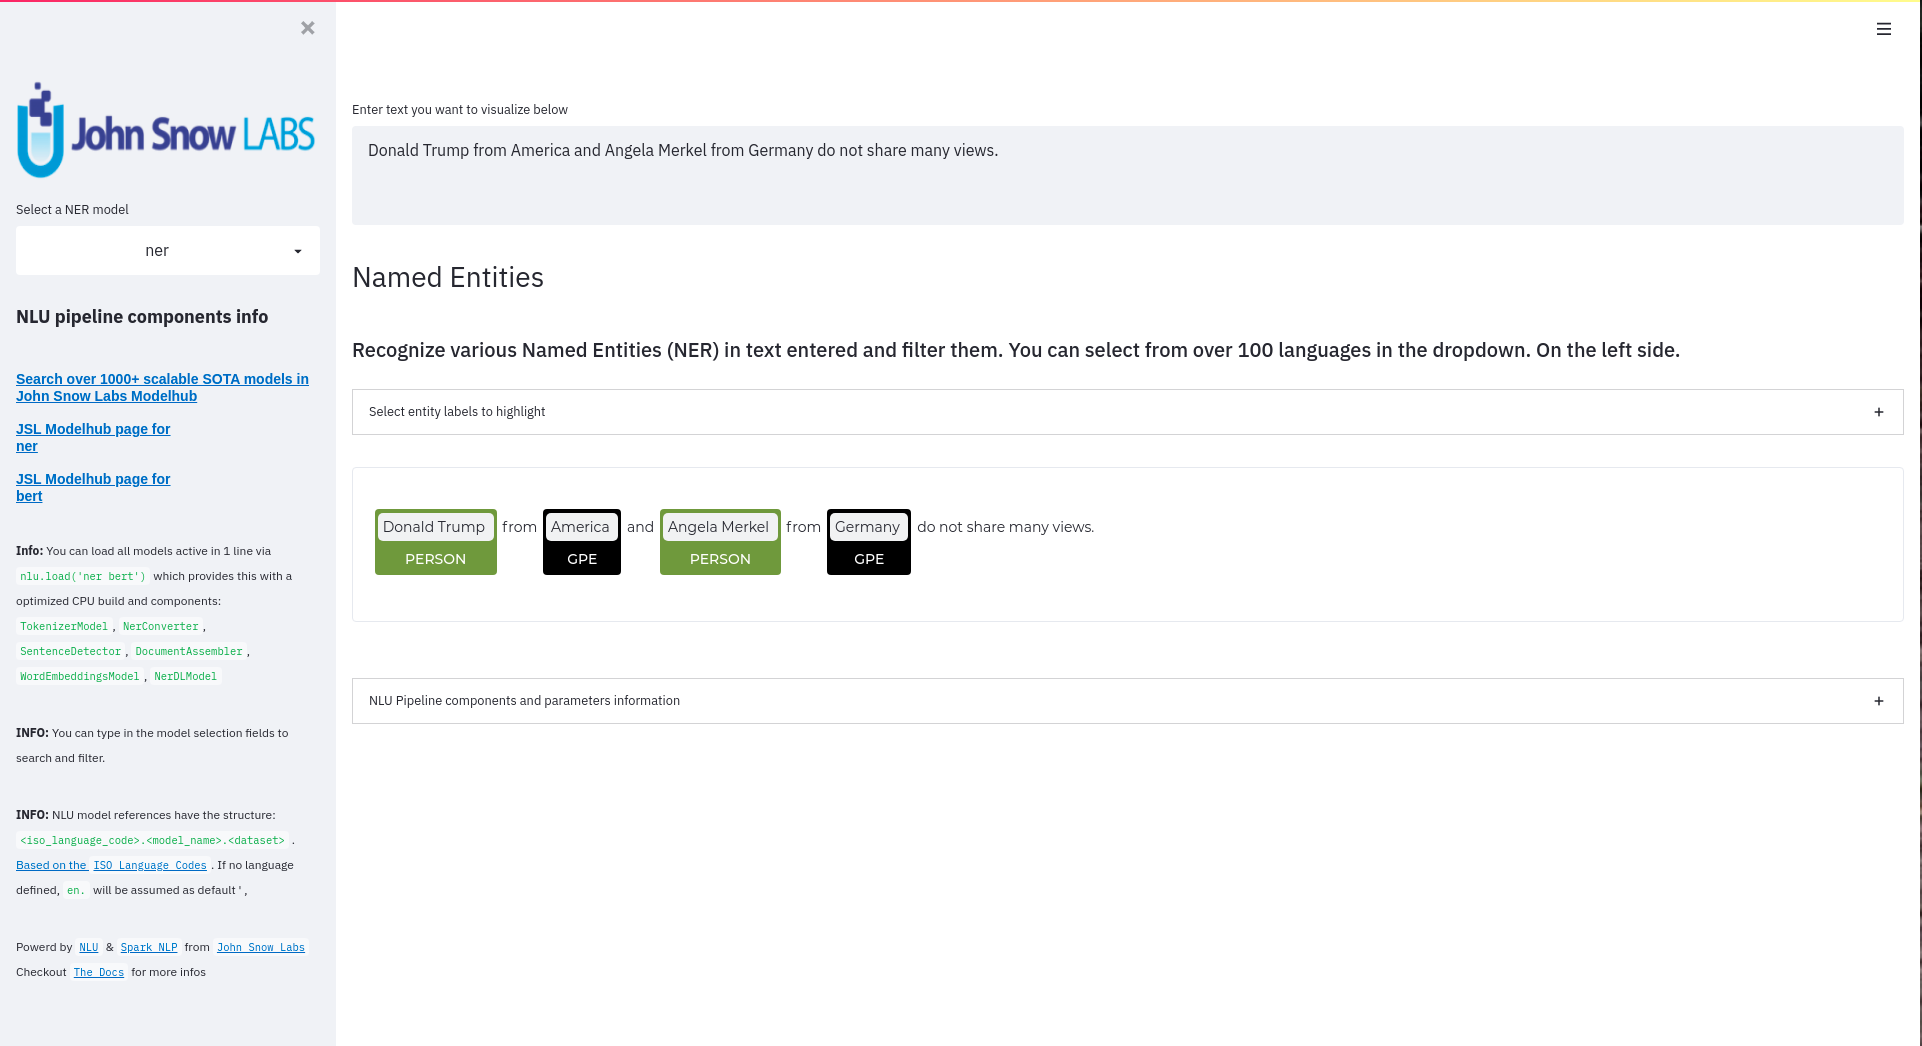 ×
John Snow LABS
Select a NER model
ner
NLU pipeline components info
Search over 1000+ scalable SOTA models in
John Snow Labs Modelhub
JSL Modelhub page for
ner
JSL Modelhub page for
bert
Info: You can load all models active in 1 line via
nlu.load('ner bert') which provides this with a
optimized CPU build and components:
TokenizerModel , NerConverter ,
SentenceDetector , DocumentAssembler ,
WordEmbeddingsModel , NerDLModel
INFO: You can type in the model selection fields to
search and filter.
INFO: NLU model references have the structure:
<iso_language_code>.<model_name>.<dataset> .
Based on the ISO Language Codes . If no language
defined, en. will be assumed as default ' ,
Powerd by NLU & Spark NLP from John Snow Labs
Checkout The Docs for more infos
Enter text you want to visualize below
Donald Trump from America and Angela Merkel from Germany do not share many views.
Named Entities
Recognize various Named Entities (NER) in text entered and filter them. You can select from over 100 languages in the dropdown. On the left side.
Select entity labels to highlight +
Donald Trump from America and Angela Merkel from Germany do not share many views.
PERSON GPE PERSON GPE
NLU Pipeline components and parameters information +